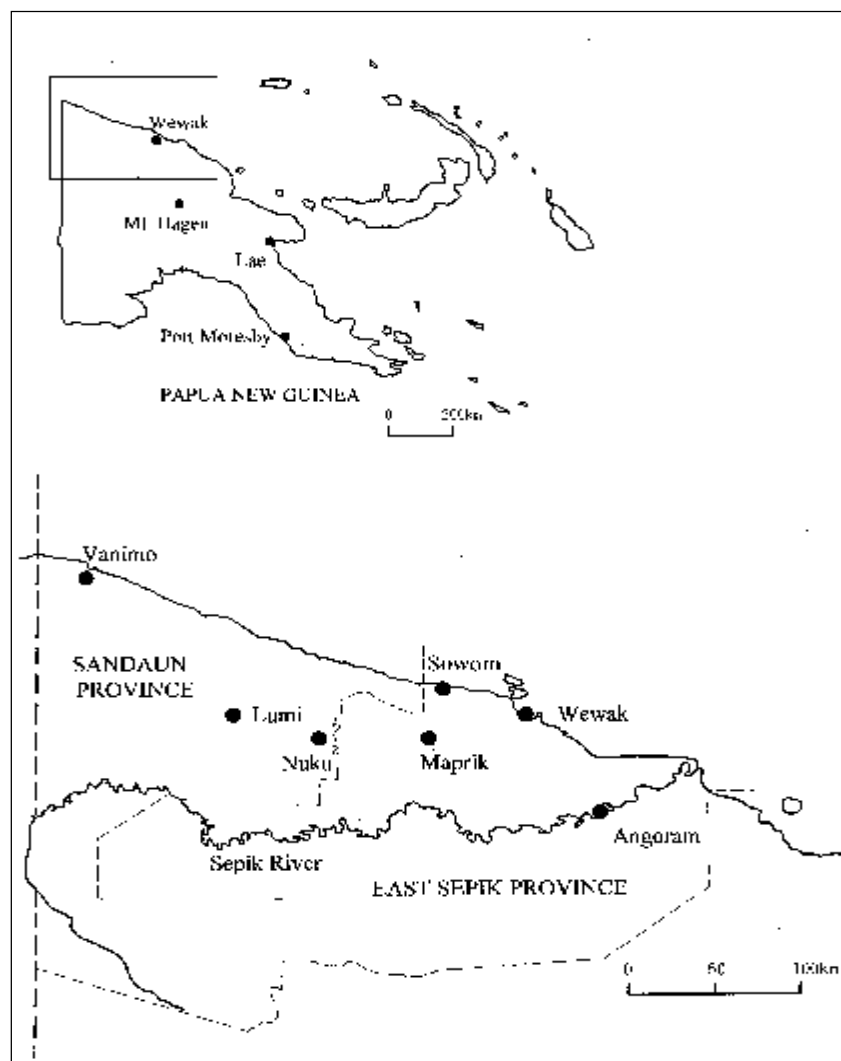 Wewak
Mt. Hagen
Lae
Port Moresby
PAPUA NEW GUINEA
0 200km
Vanimo
SANDAUN
PROVINCE
Sowom
Lumi
Wewak
Nuku
Maprik
Sepik River
Angoram
EAST SEPIK PROVINCE
0 50 100km